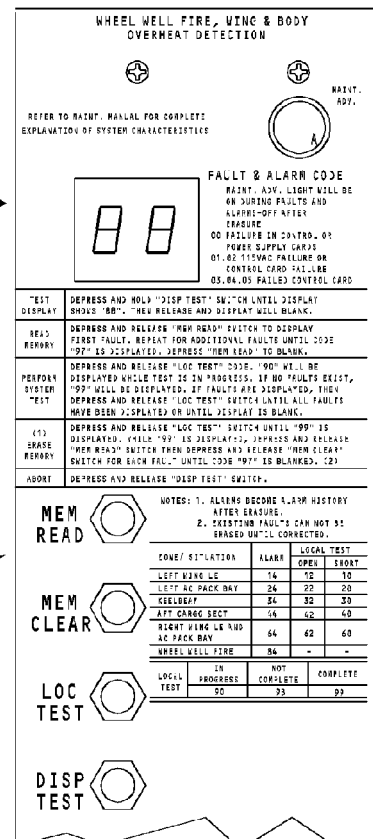 WHEEL WELL FIRE, WING & BODY
OVERHEAT DETECTION
MAINT.
ADV.
REFER TO MAINT. MANUAL FOR COMPLETE
EXPLANATION OF SYSTEM CHARACTERISTICS
A
FAULT & ALARM CODE
MAINT. ADV. LIGHT WILL BE
ON DURING FAULTS AND
ALARMS-OFF AFTER
ERASURE
00 FAILURE IN CONTROL OR
POWER SUPPLY CARDS
01.02 115VAC FAILURE OR
CONTROL CARD FAILURE
03.04.05 FAILED CONTROL CARD
88
TEST
DISPLAY
DEPRESS AND HOLD "DISP TEST" SWITCH UNTIL DISPLAY
SHOWS "88". THEN RELEASE AND DISPLAY WILL BLANK.
READ
MEMORY
DEPRESS AND RELEASE "MEM READ" SWITCH TO DISPLAY
FIRST FAULT. REPEAT FOR ADDITIONAL FAULTS UNTIL CODE
"97" IS DISPLAYED. DEPRESS "MEM READ" TO BLANK.
PERFORM
SYSTEM
TEST
DEPRESS AND RELEASE "LOC TEST" CODE. "90" WILL BE
DISPLAYED WHILE TEST IS IN PROGRESS. IF NO FAULTS EXIST,
"99" WILL BE DISPLAYED. IF FAULTS ARE DISPLAYED, THEN
DEPRESS AND RELEASE "LOC TEST" SWITCH UNTIL ALL FAULTS
HAVE BEEN DISPLAYED OR UNTIL DISPLAY IS BLANK.
(1)
ERASE
MEMORY
DEPRESS AND RELEASE "LOC TEST" SWITCH UNTIL "99" IS
DISPLAYED. WHILE "99" IS DISPLAYED, DEPRESS AND RELEASE
"MEM READ" SWITCH THEN DEPRESS AND RELEASE "MEM CLEAR"
SWITCH FOR EACH FAULT UNTIL CODE "97" IS BLANKED. (2)
ABORT DEPRESS AND RELEASE "DISP TEST" SWITCH.
NOTES: 1. ALARMS BECOME ALARM HISTORY
AFTER ERASURE.
2. EXISTING FAULTS CAN NOT BE
ERASED UNTIL CORRECTED.
MEM
READ
ZONE/ SITUATION ALARM LOCAL TEST
OPEN SHORT
LEFT WING LE 14 12 10
LEFT AC PACK BAY 24 22 20
KEELBEAM 34 32 30
AFT CARGO SECT 44 42 40
RIGHT WING LE AND
AC PACK BAY 64 62 60
WHEEL WELL FIRE 84 - -
MEM
CLEAR
LOCAL
TEST
IN
PROGRESS
90
NOT
COMPLETE
93
COMPLETE
99
LOC
TEST
DISP
TEST